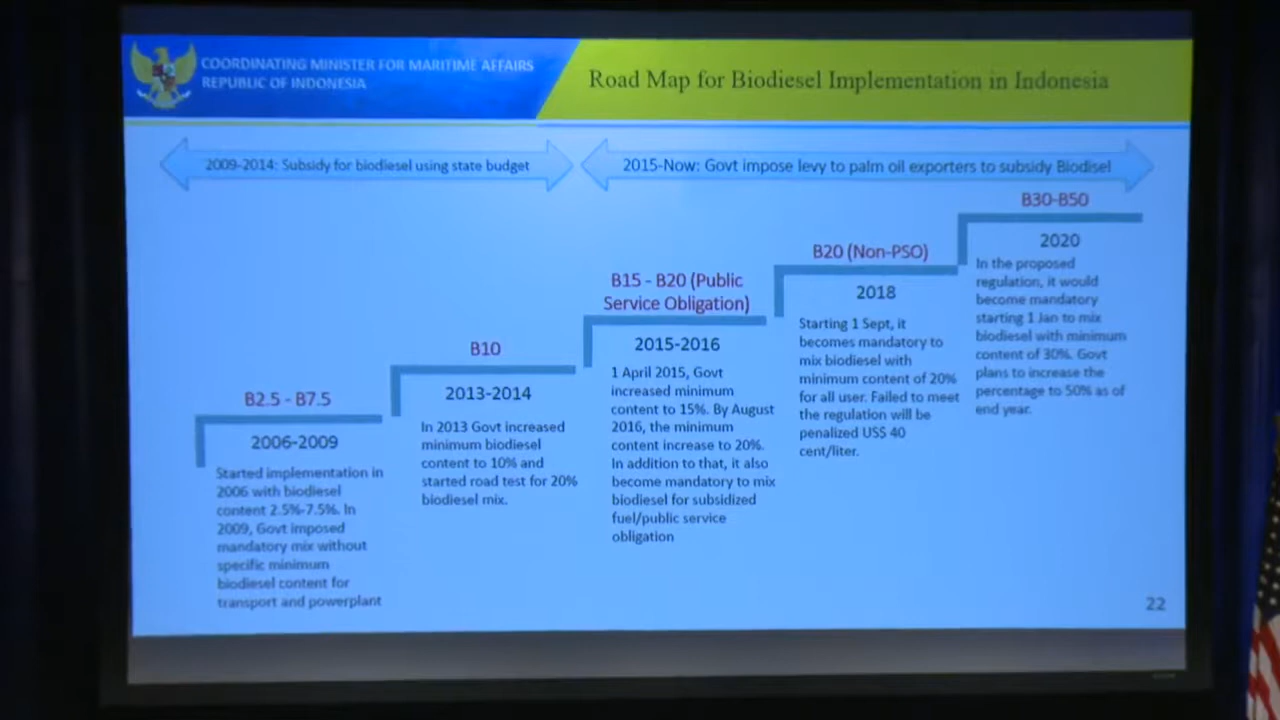 COORDINATING MINISTER FOR MARITIME AFFAIRS
REPUBLIC OF INDONESIA
Road Map for Biodiesel Implementation in Indonesia
2009-2014: Subsidy for biodiesel using state budget
2015-Now: Govt impose levy to palm oil exporters to subsidy Biodisel
B2.5 - B7.5
2006-2009
Started implementation in
2006 with biodiesel
content 2.5%-7.5%. In
2009, Govt imposed
mandatory mix without
specific minimum
biodiesel content for
transport and powerplant
B10
2013-2014
In 2013 Govt increased
minimum biodiesel
content to 10% and
started road test for 20%
biodiesel mix.
B15 - B20 (Public
Service Obligation)
2015-2016
1 April 2015, Govt
increased minimum
content to 15%. By August
2016, the minimum
content increase to 20%.
In addition to that, it also
become mandatory to mix
biodiesel for subsidized
fuel/public service
obligation
B20 (Non-PSO)
2018
Starting 1 Sept, it
becomes mandatory to
mix biodiesel with
minimum content of 20%
for all user. Failed to meet
the regulation will be
penalized US$ 40
cent/liter.
B30-B50
2020
In the proposed
regulation, it would
become mandatory
starting 1 Jan to mix
biodiesel with minimum
content of 30%. Govt
plans to increase the
percentage to 50% as of
end year.
22